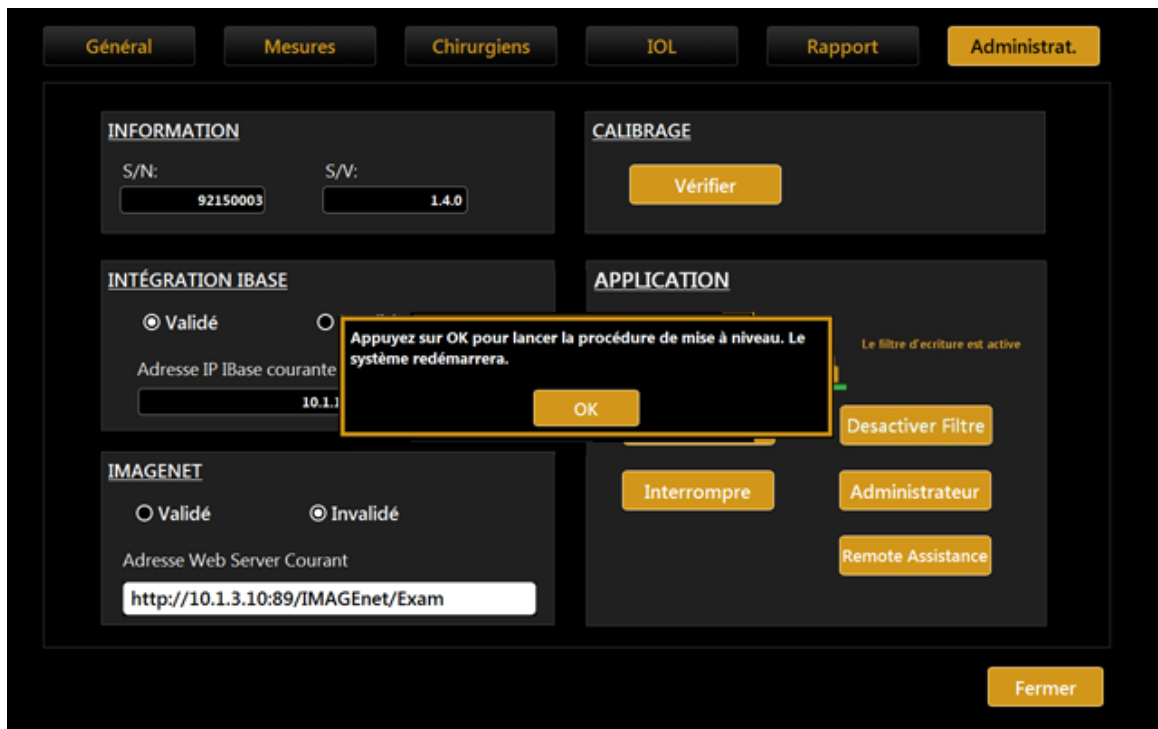 Général Mesures Chirurgiens IOL Rapport Administrat.
INFORMATION
S/N: S/V:
92150003 1.4.0
CALIBRAGE
Vérifier
INTÉGRATION IBASE
Validé
Adresse IP IBase courante
10.1.1
APPLICATION
Le filtre d'ecriture est active
Appuyez sur OK pour lancer la procédure de mise à niveau. Le
système redémarrera.
OK
Desactiver Filtre
Interrompre Administrateur
Remote Assistance
IMAGENET
Validé Invalidé
Adresse Web Server Courant
http://10.1.3.10:89/IMAGEnet/Exam
Fermer